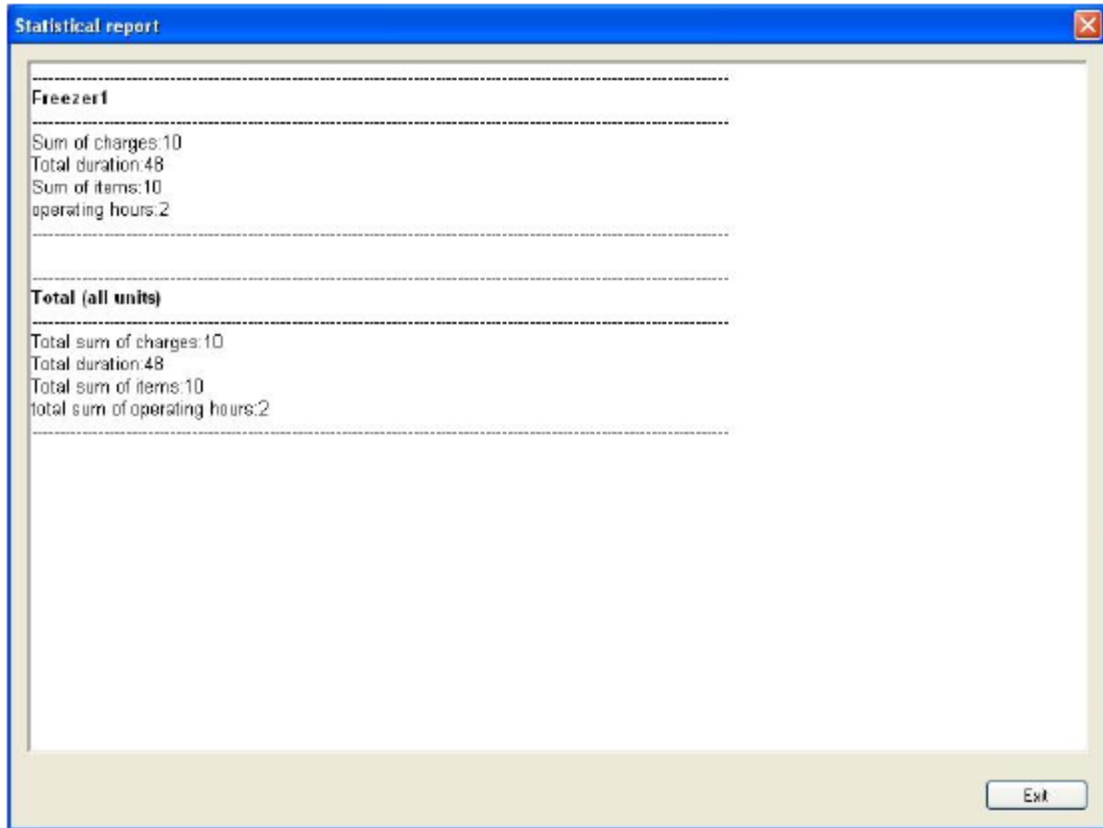 Statistical report
Freezer1
Sum of charges:10
Total duration:48
Sum of items:10
operating hours:2
Total (all units)
Total sum of charges:10
Total duration:48
Total sum of items:10
total sum of operating hours:2
Exit